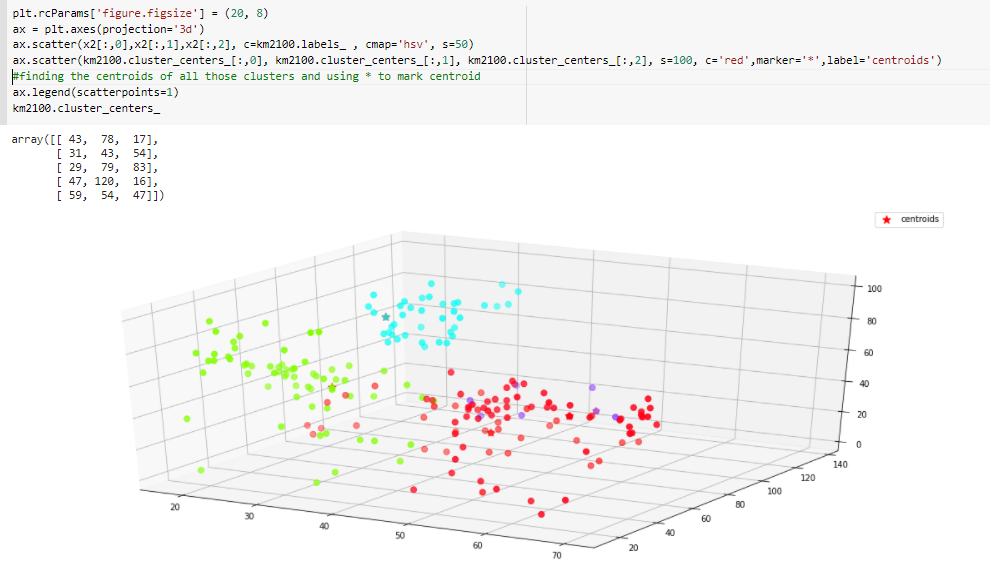 plt.rcParams['figure.figsize'] = (20, 8)
ax = plt.axes(projection='3d')
ax.scatter(x2[:,0],x2[:,1],x2[:,2], c=km2100.labels_ , cmap='hsv', s=50)
ax.scatter(km2100.cluster_centers_[:,0], km2100.cluster_centers_[:,1], km2100.cluster_centers_[:,2], s=100, c='red',marker='*',label='centroids')
#finding the centroids of all those clusters and using * to mark centroid
ax.legend(scatterpoints=1)
km2100.cluster_centers_
array([[ 43,  78,  17],
       [ 31,  43,  54],
       [ 29,  79,  83],
       [ 47, 120,  16],
       [ 59,  54,  47]])
centroids
100
80
60
40
20
0
140
120
100
80
60
40
20
20
30
40
50
60
70